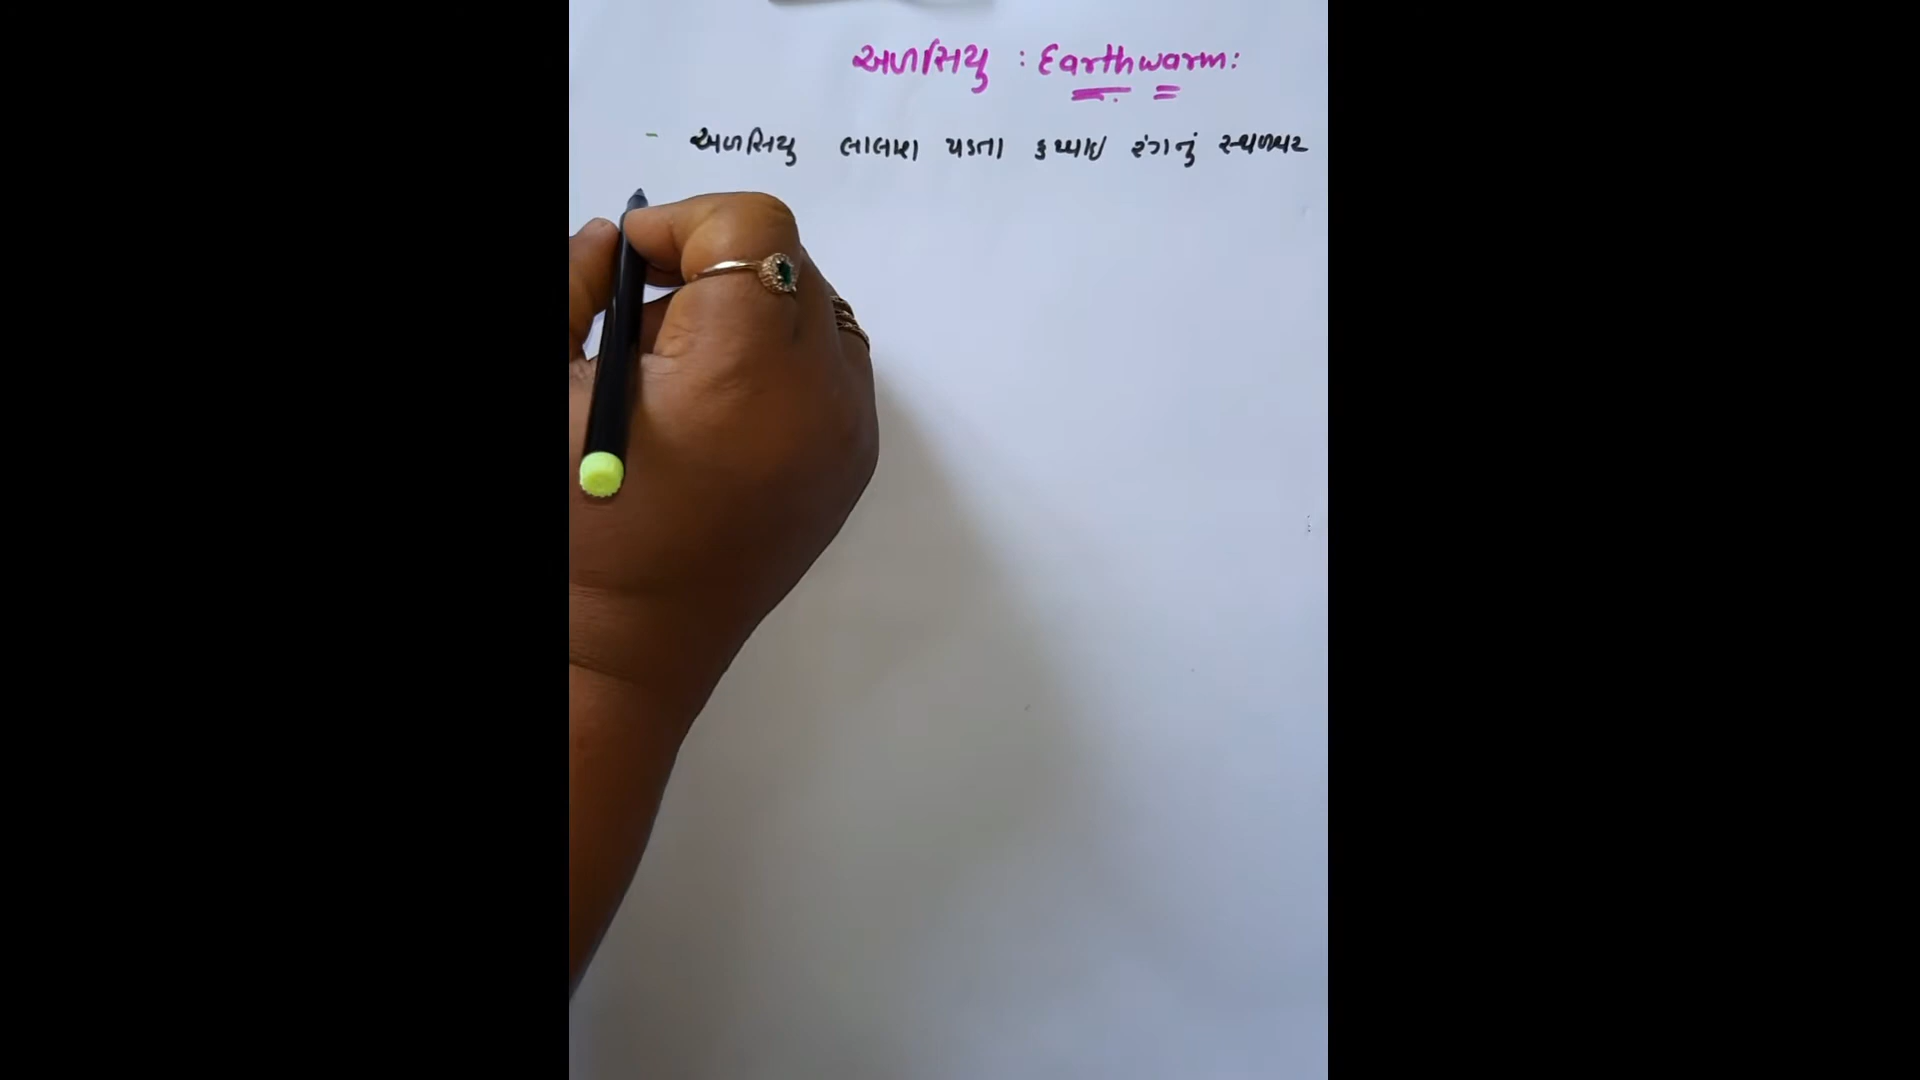 અળસિયુ : Earthwarm:
- અળસિયુ લાલાશ પડતા કથ્થાઇ રંગનું સ્થળચર